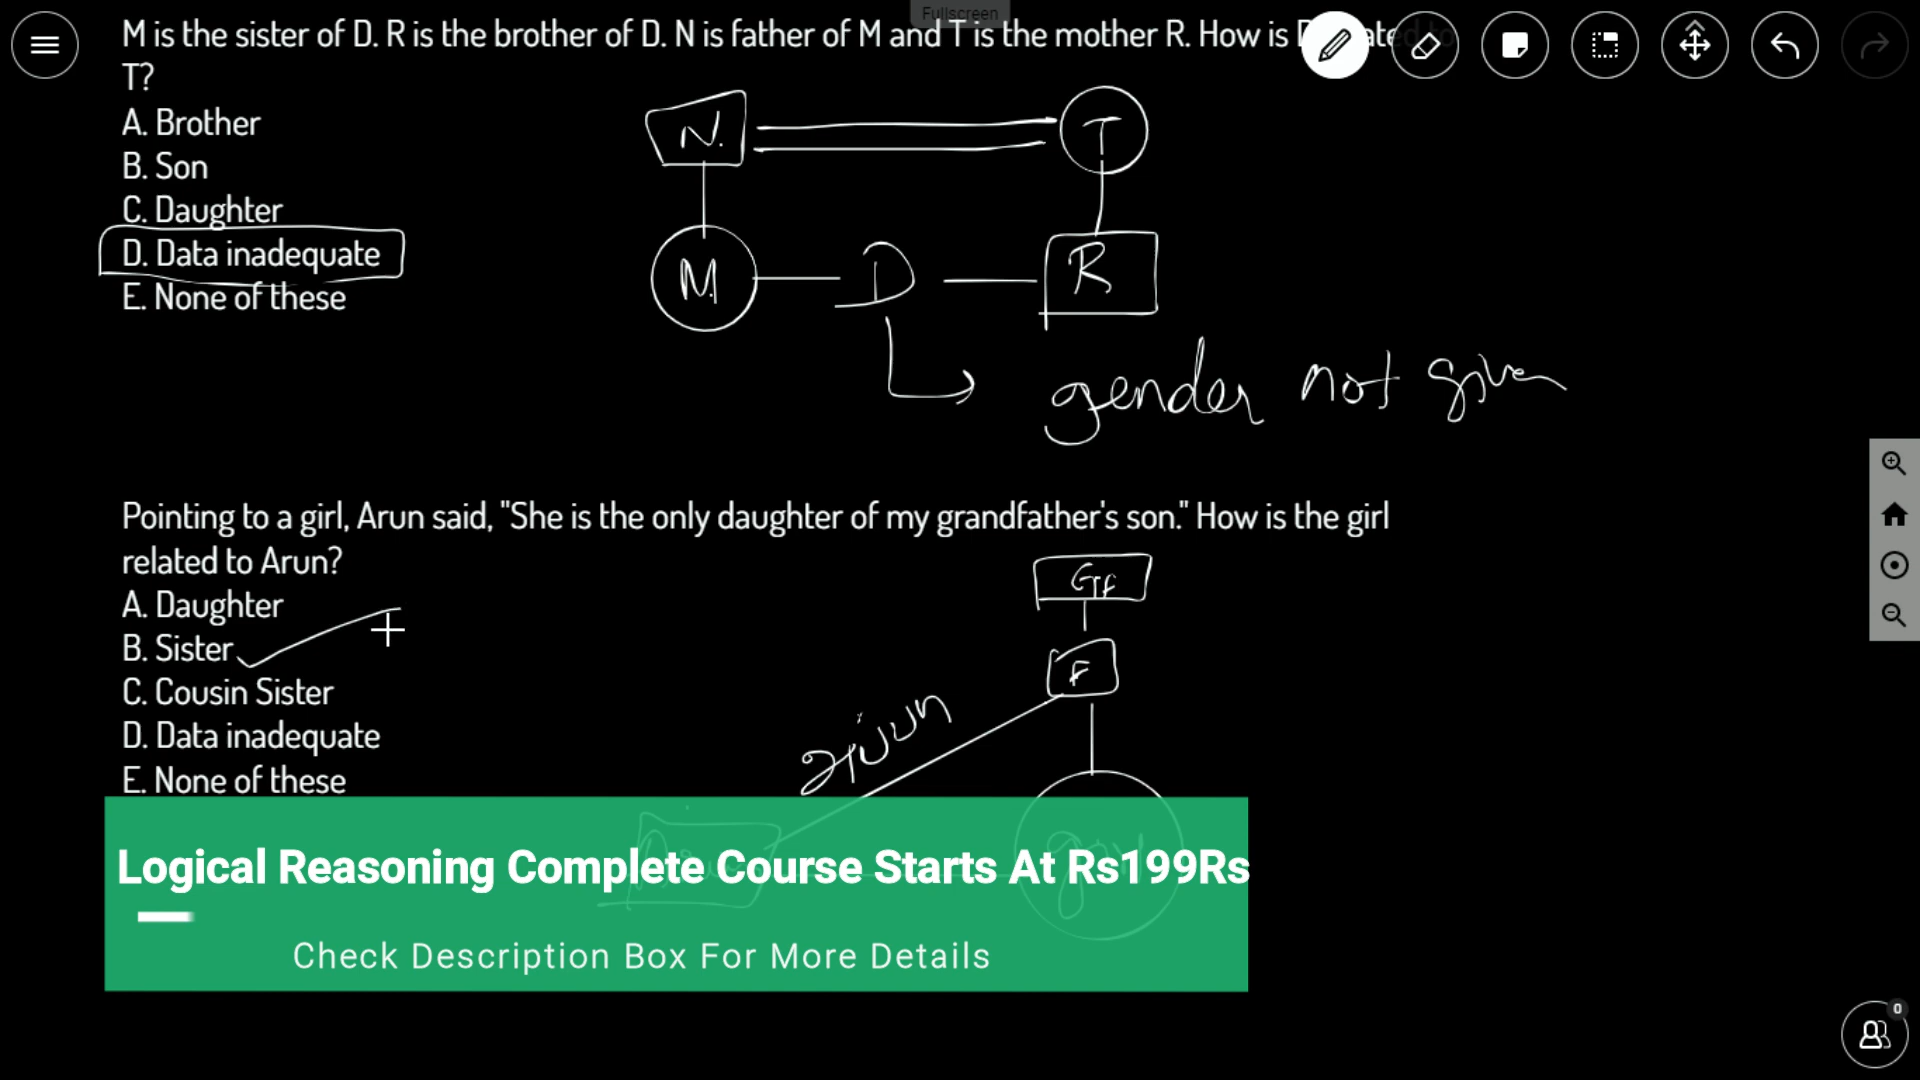 Fullscreen
M is the sister of D. R is the brother of D. N is father of M and T is the mother R. How is
T?
A. Brother
B. Son
C. Daughter
D. Data inadequate
E. None of these
N. T
M. D R
gender not given
Pointing to a girl, Arun said, "She is the only daughter of my grandfather's son." How is the girl
related to Arun?
A. Daughter
B. Sister
C. Cousin Sister
D. Data inadequate
E. None of these
Gf
F
girl
Logical Reasoning Complete Course Starts At Rs199Rs
Check Description Box For More Details
0